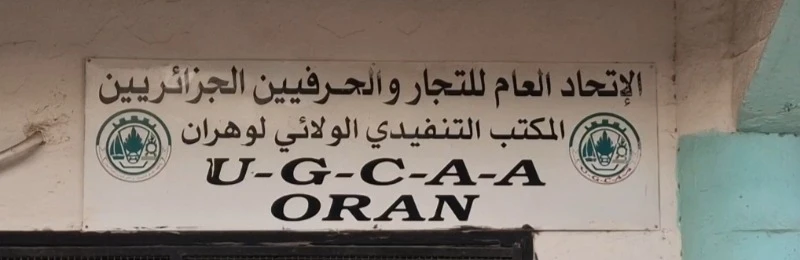 الإتحاد العام للتجار والحرفيين الجزائريين
المكتب التنفيدي الولائي لوهران
U-G-C-A-A
ORAN
U.G.C.A.A